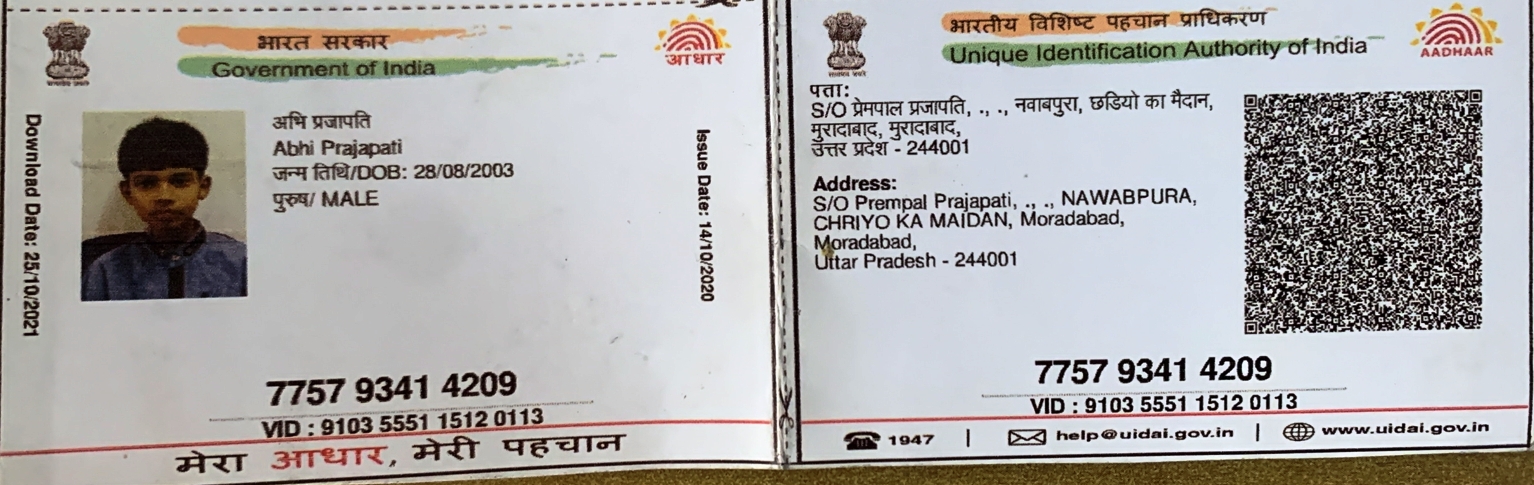 भारत सरकार
Government of India
आधार
Download Date: 25/10/2021
अभि प्रजापति
Abhi Prajapati
जन्म तिथि/DOB: 28/08/2003
पुरुष/ MALE
Issue Date: 14/10/2020
7757 9341 4209
VID : 9103 5551 1512 0113
मेरा आधार, मेरी पहचान
भारतीय विशिष्ट पहचान प्राधिकरण
Unique Identification Authority of India
AADHAAR
पता:
S/O प्रेमपाल प्रजापति, ., ., नवाबपुरा, छडियो का मैदान,
मुरादाबाद, मुरादाबाद,
उत्तर प्रदेश - 244001
Address:
S/O Prempal Prajapati, ., ., NAWABPURA,
CHRIYO KA MAIDAN, Moradabad,
Moradabad,
Uttar Pradesh - 244001
7757 9341 4209
VID : 9103 5551 1512 0113
1947 | help@uidai.gov.in | www.uidai.gov.in